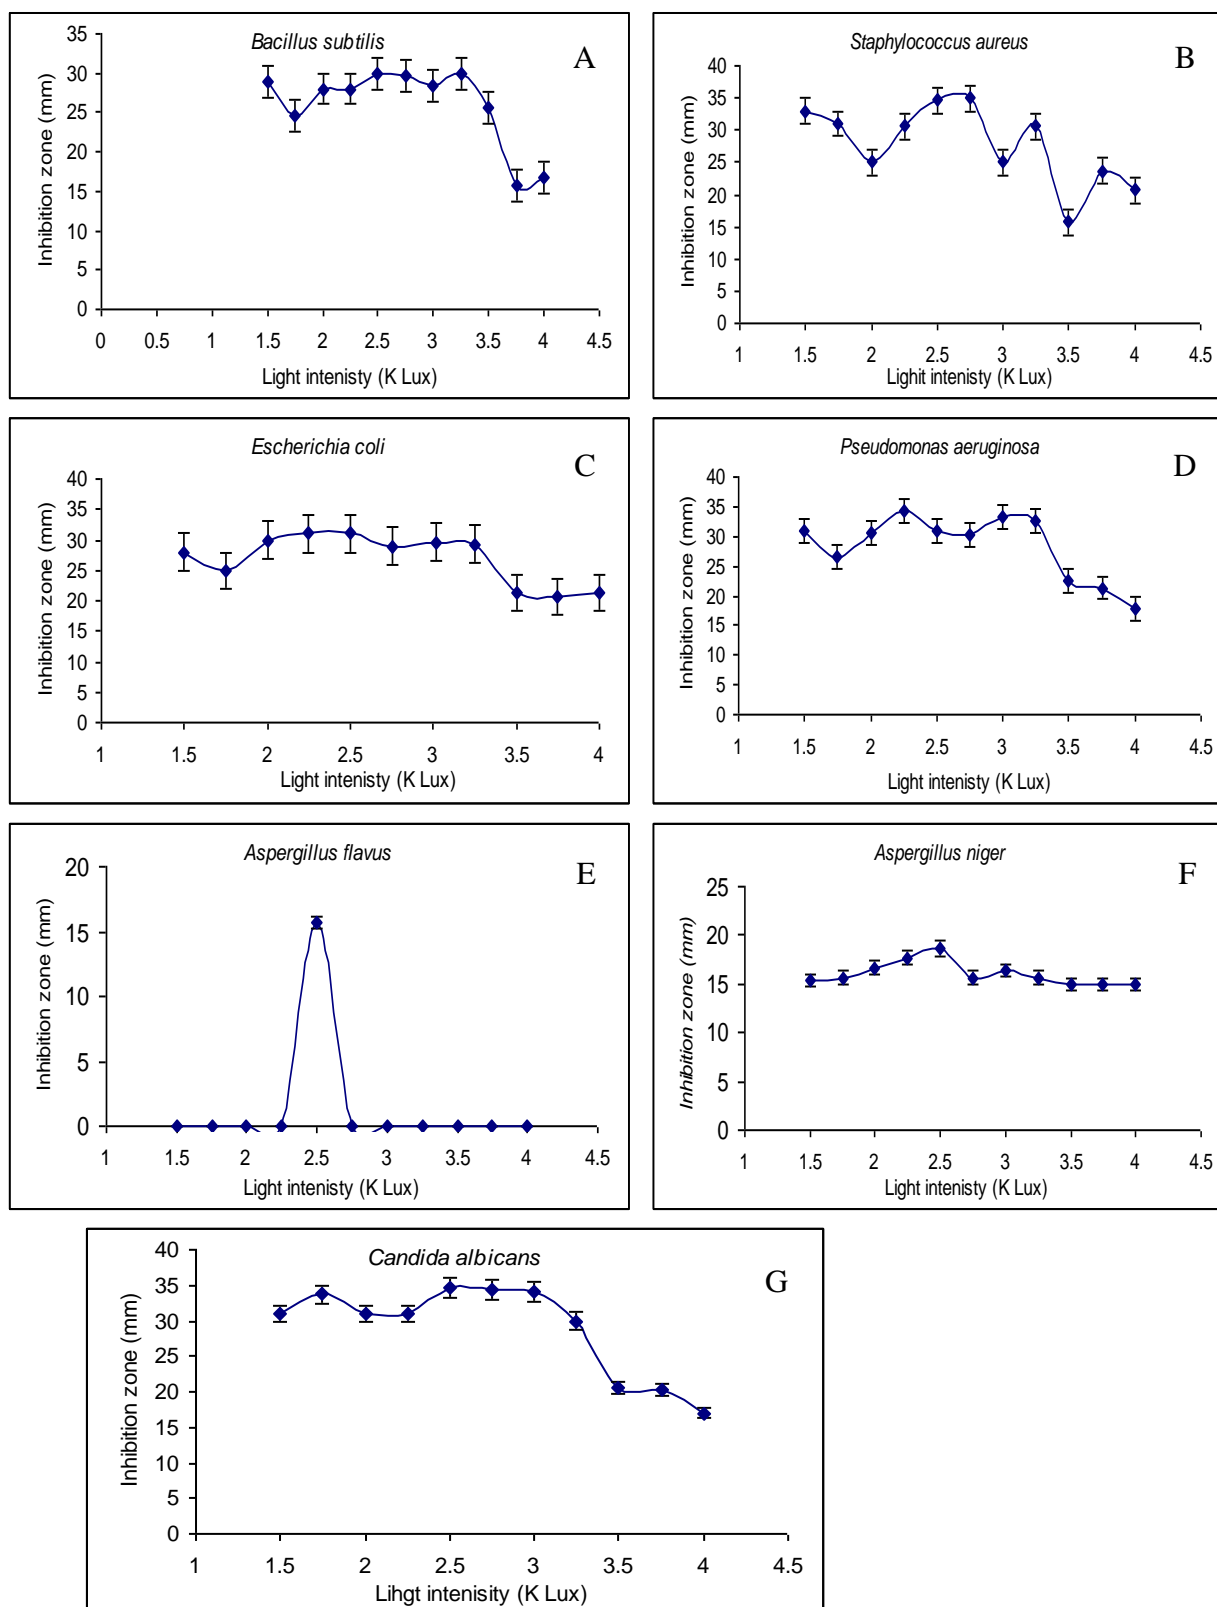 Bacillus subtilis
A
Inhibition zone (mm)
35
30
25
20
15
10
5
0
0 0.5 1 1.5 2 2.5 3 3.5 4 4.5
Light intenisty (K Lux)
Staphylococcus aureus
B
Inhibition zone (mm)
40
35
30
25
20
15
10
5
0
1 1.5 2 2.5 3 3.5 4 4.5
Lighit intenisty (K Lux)
Escherichia coli
C
Inhibition zone (mm)
40
35
30
25
20
15
10
5
0
1 1.5 2 2.5 3 3.5 4
Light intenisty (K Lux)
Pseudomonas aeruginosa
D
Inhibition zone (mm)
40
35
30
25
20
15
10
5
0
1 1.5 2 2.5 3 3.5 4 4.5
Light intenisty (K Lux)
Aspergillus flavus
E
Inhibition zone (mm)
20
15
10
5
0
1 1.5 2 2.5 3 3.5 4 4.5
Light intenisty (K Lux)
Aspergillus niger
F
Inhibition zone (mm)
25
20
15
10
5
0
1 1.5 2 2.5 3 3.5 4 4.5
Light intenisty (K Lux)
Candida albicans
G
Inhibition zone (mm)
40
35
30
25
20
15
10
5
0
1 1.5 2 2.5 3 3.5 4 4.5
Lihgt intenisity (K Lux)